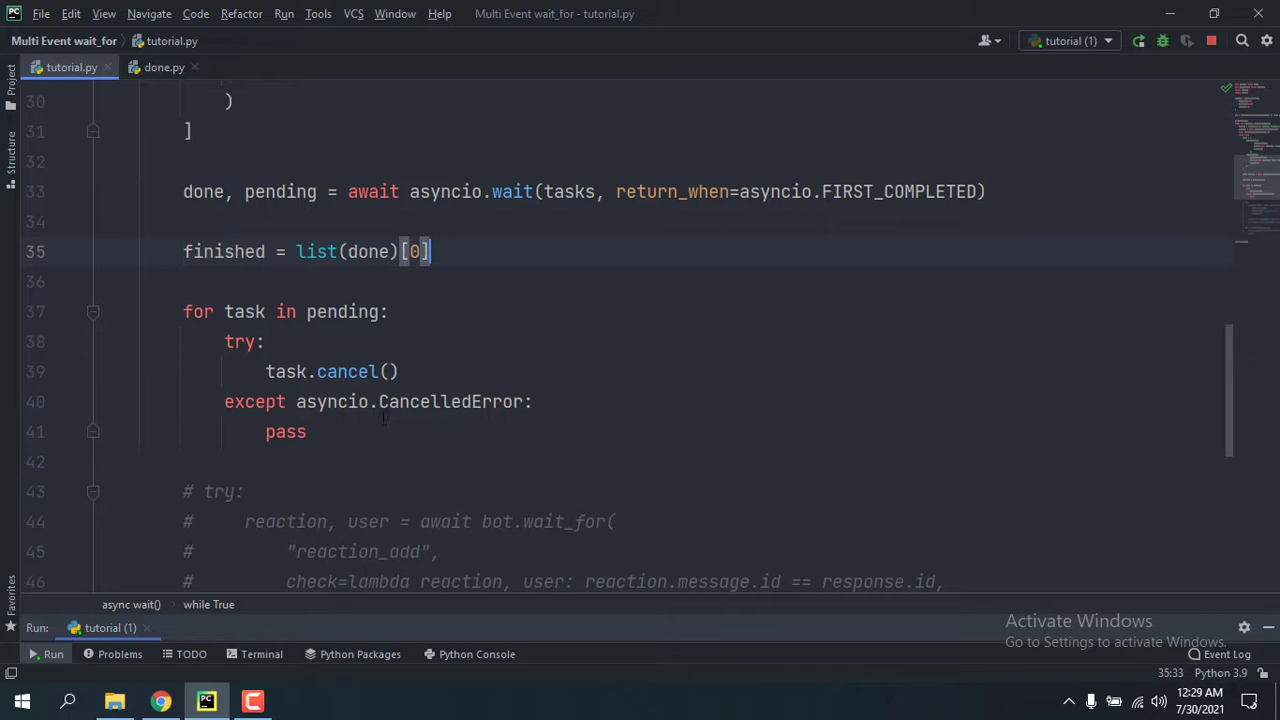 File Edit View Navigate Code Refactor Run Tools VCS Window Help Multi Event wait_for - tutorial.py
Multi Event wait_for tutorial.py tutorial (1)
tutorial.py done.py
Project
Structure
Favorites
30 )
31 ]
32
33 done, pending = await asyncio.wait(tasks, return_when=asyncio.FIRST_COMPLETED)
34
35 finished = list(done)[0]
36
37 for task in pending:
38 try:
39 task.cancel()
40 except asyncio.CancelledError:
41 pass
42
43 # try:
44 # reaction, user = await bot.wait_for(
45 # "reaction_add",
46 # check=lambda reaction, user: reaction.message.id == response.id,
async wait() while True
Activate Windows
Go to Settings to activate Windows.
Run: tutorial (1)
Run Problems TODO Terminal Python Packages Python Console Event Log
35:33 Python 3.9
PC
12:29 AM
7/30/2021